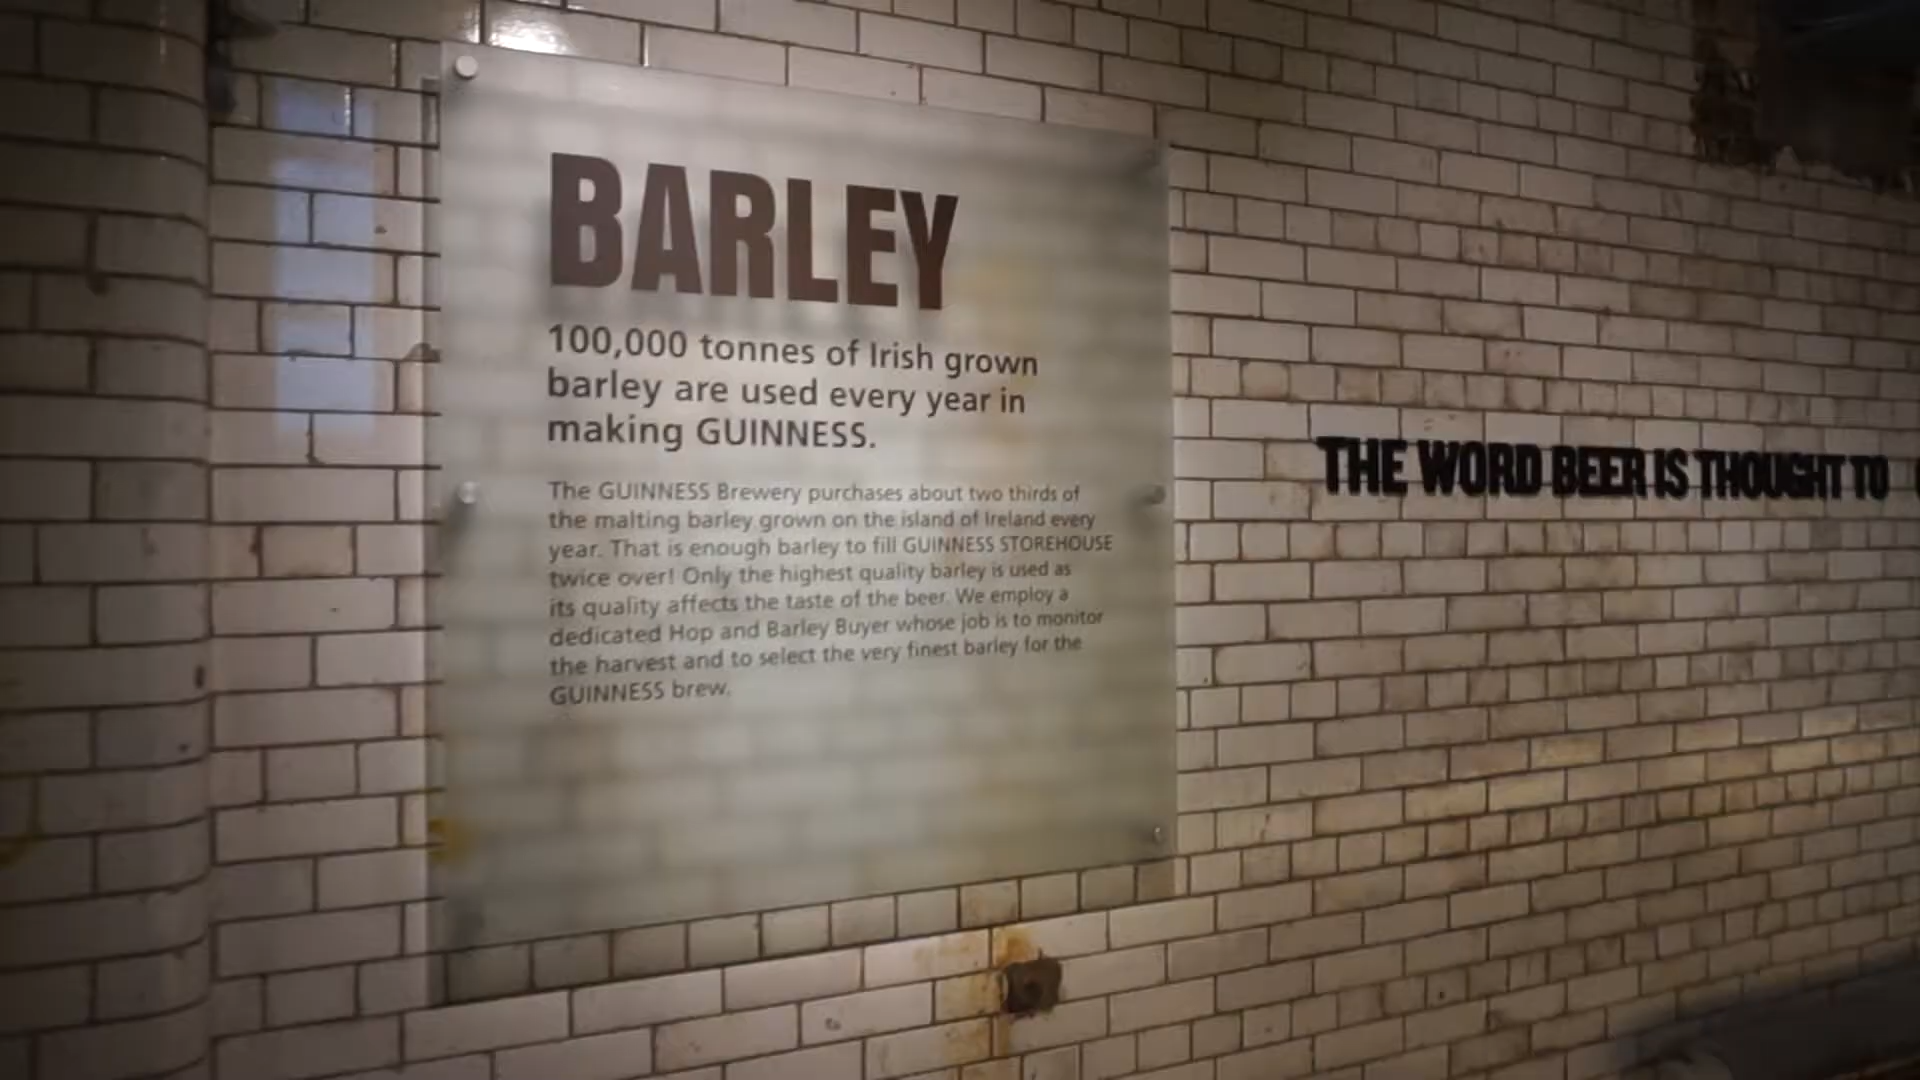 BARLEY
100,000 tonnes of Irish grown
barley are used every year in
making GUINNESS.
The GUINNESS Brewery purchases about two thirds of
the malting barley grown on the island of Ireland every
year. That is enough barley to fill GUINNESS STOREHOUSE
twice over! Only the highest quality barley is used as
its quality affects the taste of the beer. We employ a
dedicated Hop and Barley Buyer whose job is to monitor
the harvest and to select the very finest barley for the
GUINNESS brew.
THE WORD BEER IS THOUGHT TO